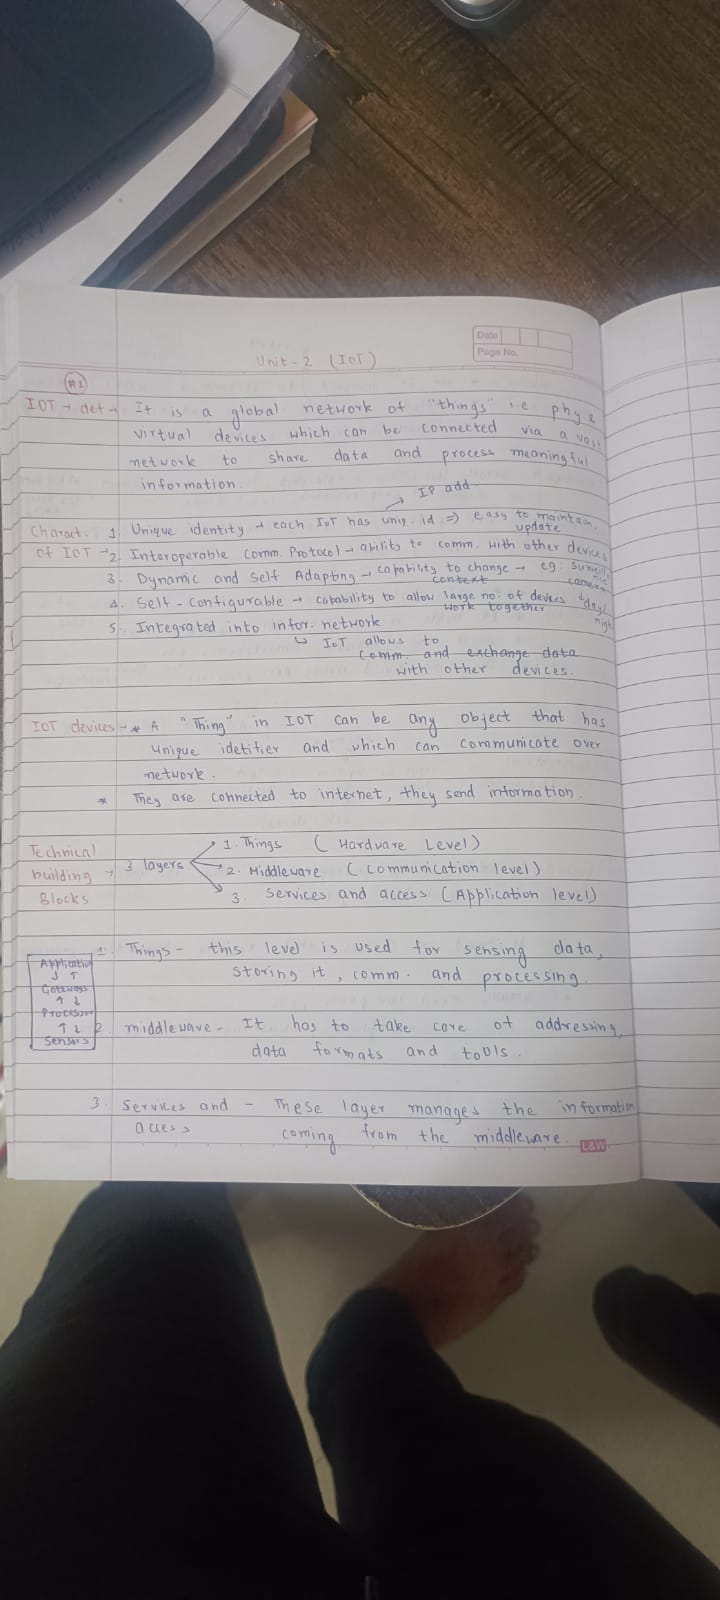 Date
Page No.
Unit - 2 (IOT)
#1
IOT → def → It is a global network of "things" i.e phy &
virtual devices which can be connected via a vast
network to share data and process meaningful
information.
→ IP add.
Charact. 1. Unique identity → each IoT has uniq. id => easy to maintain,
update
of IOT → 2. Interoperable Comm. Protocol → ability to comm. with other devices
3. Dynamic and Self Adaptng → capability to change → eg.
context camera
4. Self-configurable → capability to allow large no. of devices day/
work together night
5. Integrated into infor. network
↳ IoT allows to
comm. and exchange data
with other devices.
IOT devices → * A "Thing" in IOT can be any object that has
unique idetifier and which can communicate over
network.
* They are connected to internet, they send information.
Technical 1. Things (Hardware Level)
building → 3 layers 2. Middleware (communication level)
Blocks 3. Services and access (Application level)
1. Things - this level is used for sensing data,
storing it, comm. and processing.
Application
↓ ↑
Gateways
↑ ↓
Processor
↑ ↓
Sensors
2. middleware - It has to take care of addressing,
data formats and tools.
3. Services and - These layer manages the information
access coming from the middleware.
L&W